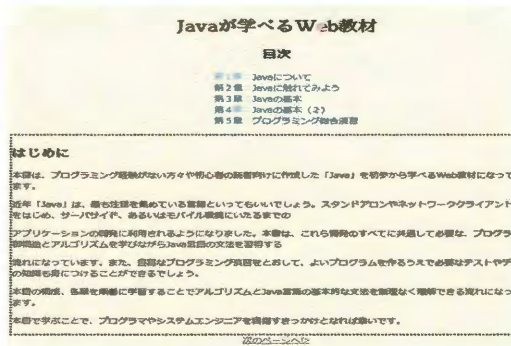 Javaが学べるWeb教材
目次
第1章 Javaについて
第2章 Javaに触れてみよう
第3章 Javaの基本
第4章 Javaの基本(2)
第5章 プログラミング総合演習
はじめに
本書は、プログラミング経験がない方々や初心者の読者向けに作成した「Java」を初歩から学べるWeb教材になって
ます。
近年「Java」は、最も注目を集めている言語といってもいいでしょう。スタンドアロンやネットワーククライアント
をはじめ、サーバサイド、あるいはモバイル環境にいたるまでの
アプリケーションの開発に利用されるようになりました。本書は、これら開発のすべてに共通して必要な、プログラ
構造とアルゴリズムを学びながらJava言語の文法を習得する
流れになっています。また、豊富なプログラミング演習をとおして、よいプログラムを作るうえで必要なテストやデ
の知識も身につけることができるでしょう。
本書の構成、各章を順番に学習することでアルゴリズムとJava言語の基本的な文法を無理なく理解できる流れになっ
ます。
本書で学ぶことで、プログラマやシステムエンジニアを目指すきっかけとなれば幸いです。
次のページへ